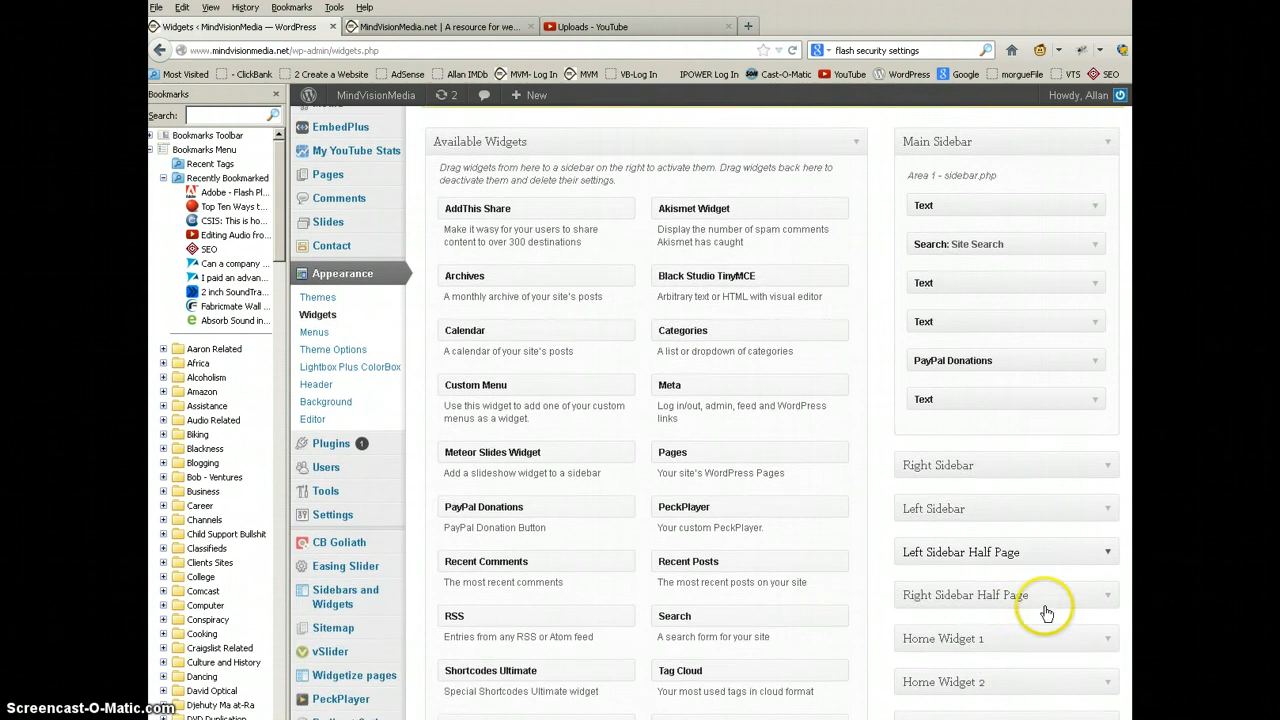 File Edit View History Bookmarks Tools Help
Widgets ‹ MindVisionMedia — WordPress
MindVisionMedia.net | A resource for we...
Uploads - YouTube
www.mindvisionmedia.net/wp-admin/widgets.php
flash security settings
Most Visited - ClickBank 2 Create a Website AdSense Allan IMDb MVM- Log In MVM VB-Log In IPOWER Log In Cast-O-Matic YouTube WordPress Google morgueFile VTS SEO
Bookmarks
Search:
Bookmarks Toolbar
Bookmarks Menu
Recent Tags
Recently Bookmarked
Adobe - Flash Pl...
Top Ten Ways t...
CSIS: This is ho...
Editing Audio fro...
SEO
Can a company ...
I paid an advan...
2 inch SoundTra...
Fabricmate Wall ...
Absorb Sound in...
Aaron Related
Africa
Alcoholism
Amazon
Assistance
Audio Related
Biking
Blackness
Blogging
Bob - Ventures
Business
Career
Channels
Child Support Bullshit
Classifieds
Clients Sites
College
Comcast
Computer
Conspiracy
Cooking
Craigslist Related
Culture and History
Dancing
David Optical
Djehuty Ma at-Ra
DVD Duplication
MindVisionMedia 2 New
Howdy, Allan
EmbedPlus
My YouTube Stats
Pages
Comments
Slides
Contact
Appearance
Themes
Widgets
Menus
Theme Options
Lightbox Plus ColorBox
Header
Background
Editor
Plugins 1
Users
Tools
Settings
CB Goliath
Easing Slider
Sidebars and
Widgets
Sitemap
vSlider
Widgetize pages
PeckPlayer
Available Widgets
Drag widgets from here to a sidebar on the right to activate them. Drag widgets back here to
deactivate them and delete their settings.
AddThis Share
Make it wasy for your users to share
content to over 300 destinations
Akismet Widget
Display the number of spam comments
Akismet has caught
Archives
A monthly archive of your site's posts
Black Studio TinyMCE
Arbitrary text or HTML with visual editor
Calendar
A calendar of your site's posts
Categories
A list or dropdown of categories
Custom Menu
Use this widget to add one of your custom
menus as a widget.
Meta
Log in/out, admin, feed and WordPress
links
Meteor Slides Widget
Add a slideshow widget to a sidebar
Pages
Your site's WordPress Pages
PayPal Donations
PayPal Donation Button
PeckPlayer
Your custom PeckPlayer.
Recent Comments
The most recent comments
Recent Posts
The most recent posts on your site
RSS
Entries from any RSS or Atom feed
Search
A search form for your site
Shortcodes Ultimate
Special Shortcodes Ultimate widget
Tag Cloud
Your most used tags in cloud format
Main Sidebar
Area 1 - sidebar.php
Text
Search: Site Search
Text
Text
PayPal Donations
Text
Right Sidebar
Left Sidebar
Left Sidebar Half Page
Right Sidebar Half Page
Home Widget 1
Home Widget 2
Screencast-O-Matic.com